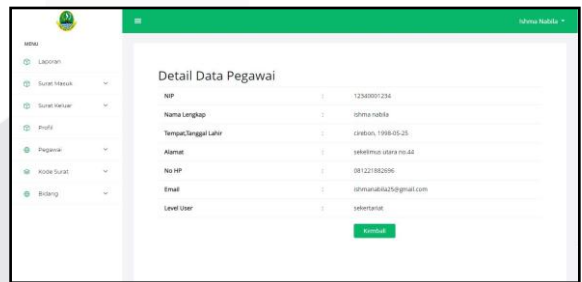 Ishma Nabila
MENU
Laporan
Surat Masuk
Surat Keluar
Profil
Pegawai
Kode Surat
Bidang
Detail Data Pegawai
NIP : 12340001234
Nama Lengkap : ishma nabila
Tempat,Tanggal Lahir : cirebon, 1998-05-25
Alamat : sekelimus utara no.44
No HP : 081221882696
Email : ishmanabila25@gmail.com
Level User : sekertariat
Kembali